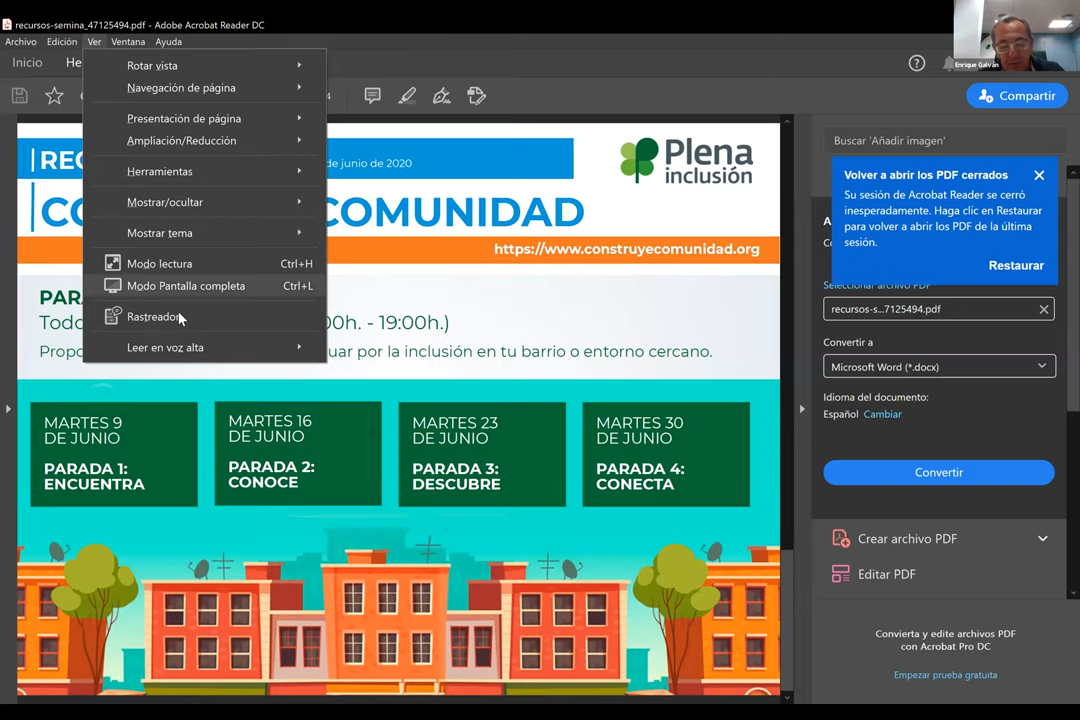 recursos-semina_47125494.pdf - Adobe Acrobat Reader DC
Archivo Edición Ver Ventana Ayuda
Enrique Galván
Inicio He
4
Compartir
Rotar vista
Navegación de página
Presentación de página
Ampliación/Reducción
Herramientas
Mostrar/ocultar
Mostrar tema
Modo lectura Ctrl+H
Modo Pantalla completa Ctrl+L
Rastreador
Leer en voz alta
de junio de 2020
Plena
inclusión
COMUNIDAD
https://www.construyecomunidad.org
PARA
Todo 00h. - 19:00h.)
Propo uar por la inclusión en tu barrio o entorno cercano.
MARTES 9
DE JUNIO
PARADA 1:
ENCUENTRA
MARTES 16
DE JUNIO
PARADA 2:
CONOCE
MARTES 23
DE JUNIO
PARADA 3:
DESCUBRE
MARTES 30
DE JUNIO
PARADA 4:
CONECTA
Buscar 'Añadir imagen'
Volver a abrir los PDF cerrados
Su sesión de Acrobat Reader se cerró
inesperadamente. Haga clic en Restaurar
para volver a abrir los PDF de la última
sesión.
Restaurar
Seleccionar archivo PDF
recursos-s...7125494.pdf
Convertir a
Microsoft Word (*.docx)
Idioma del documento:
Español Cambiar
Convertir
Crear archivo PDF
Editar PDF
Convierta y edite archivos PDF
con Acrobat Pro DC
Empezar prueba gratuita